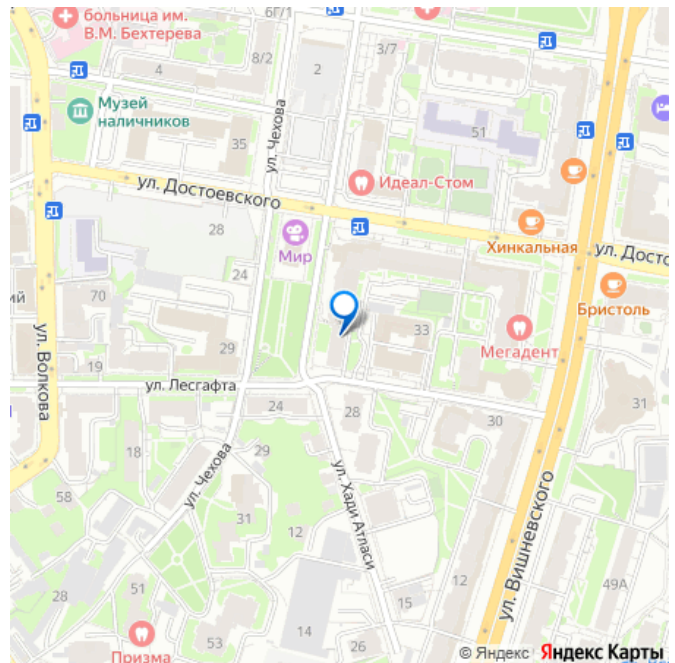 больница им.
В.М. Бехтерева
6Г/1
8/2
2
3/7
4
Музей
наличников
35
ул. Чехова
51
Идеал-Стом
ул. Достоевского
28
Мир
24
Хинкальная
ул. Досто
ий
70
Бристоль
ул. Волкова
29
33
Мегадент
19
ул. Лесгафта
24
28
30
31
18
ул. Чехова
29
ул. Хади Атласи
ул. Вишневского
58
31
12
12
49А
28
51
53
15
14
26
Призма
© Яндекс Яндекс Карты